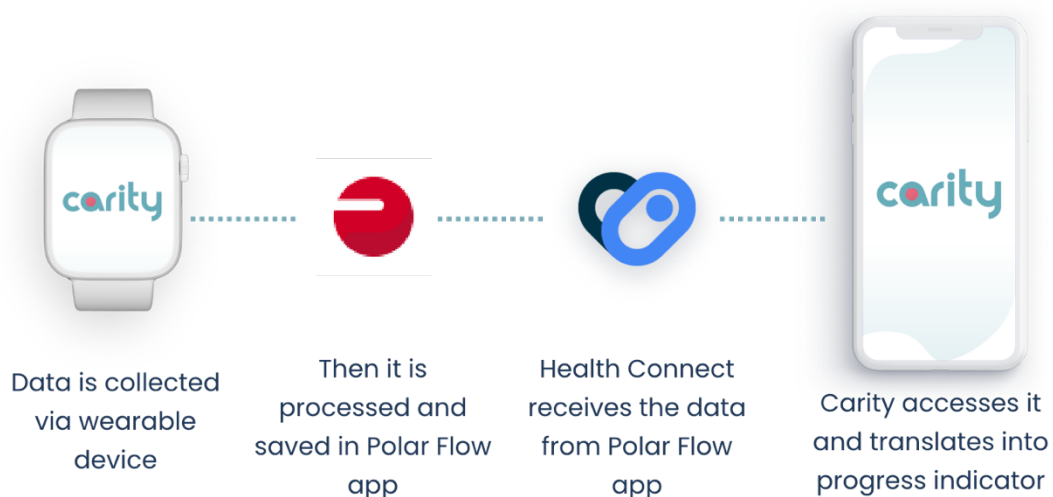 carity
carity
Data is collected
via wearable
device
Then it is
processed and
saved in Polar Flow
app
Health Connect
receives the data
from Polar Flow
app
Carity accesses it
and translates into
progress indicator